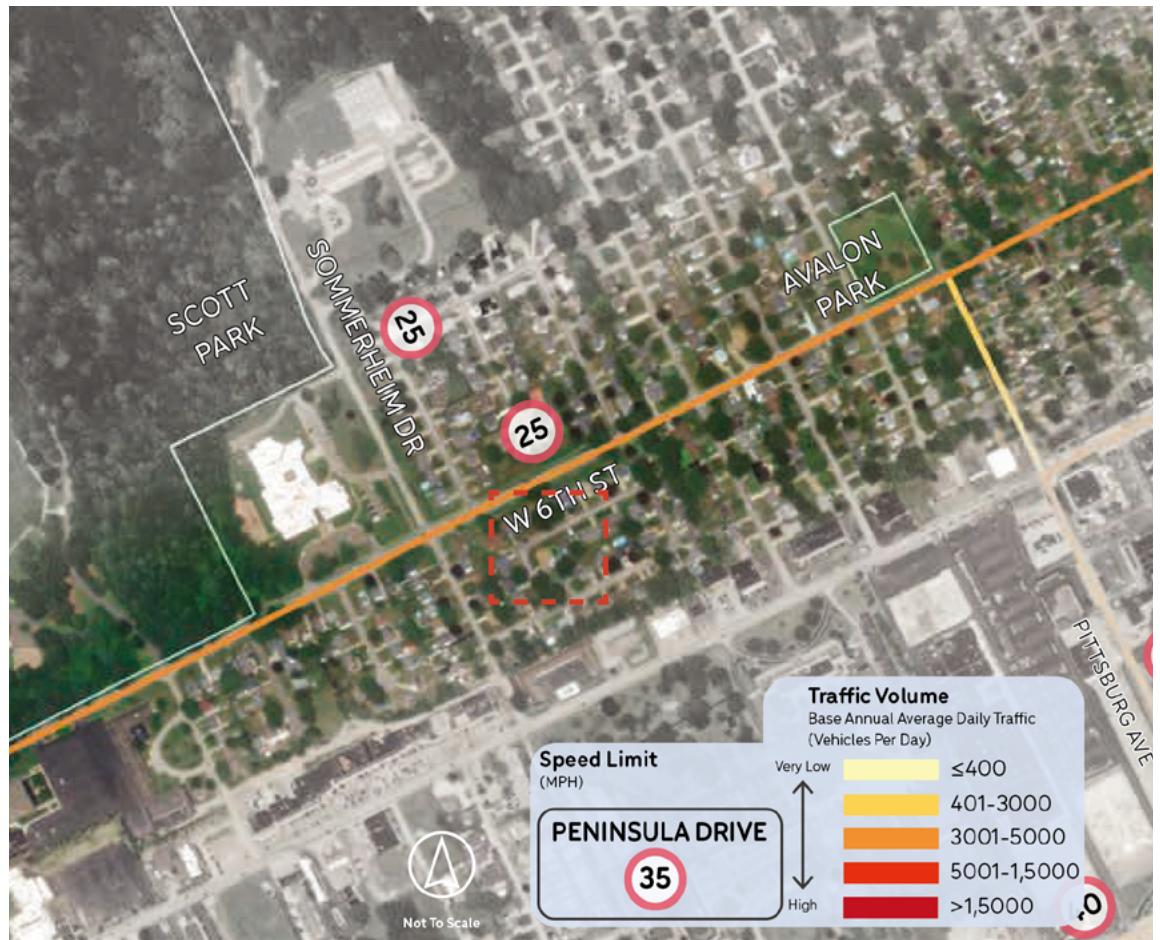 SCOTT
PARK
SOMMERHEIM DR
25
25
AVALON
PARK
W 6TH ST
PITTSBURG AVE
Traffic Volume
Base Annual Average Daily Traffic
(Vehicles Per Day)
Very Low
≤400
401-3000
3001-5000
5001-1,5000
High
>1,5000
Speed Limit
(MPH)
PENINSULA DRIVE
35
Not To Scale